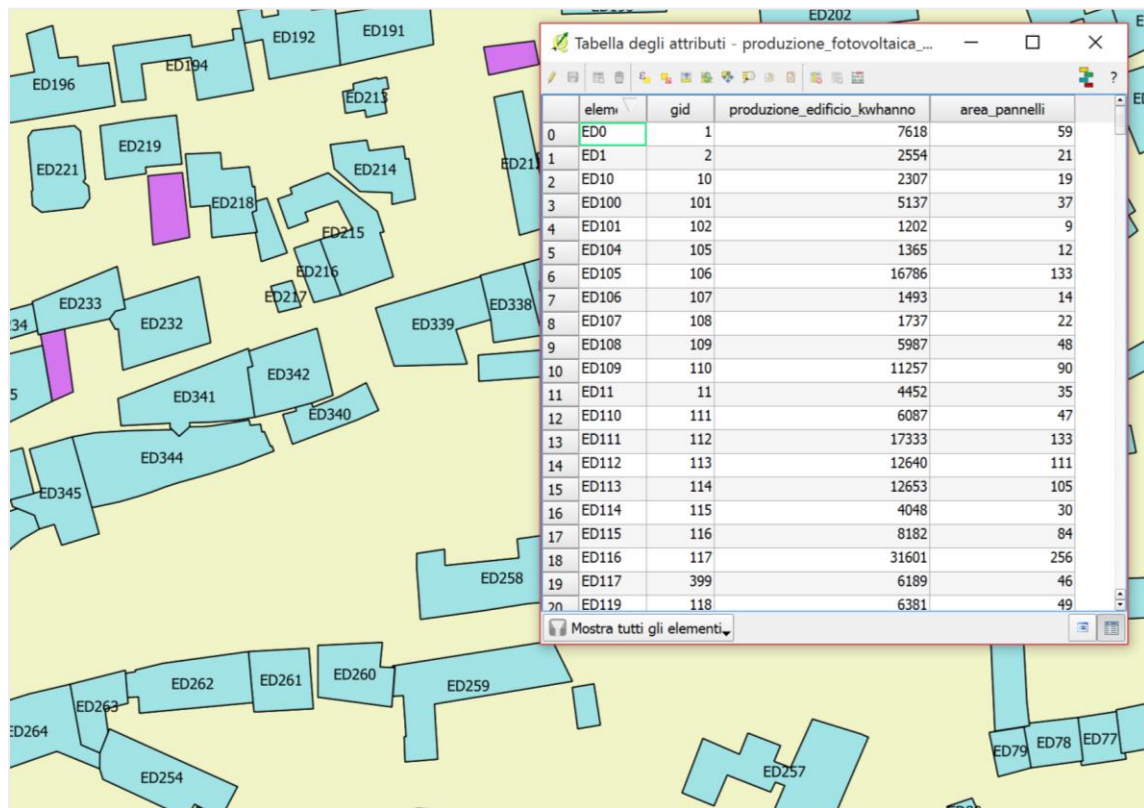 ED202
ED192
ED191
ED194
ED196
ED213
ED219
ED221
ED214
ED218
ED215
ED216
ED217
ED233
ED232
34
ED339
ED338
ED342
ED341
ED340
5
ED344
ED345
ED258
ED262
ED261
ED260
ED259
ED263
ED264
ED254
ED257
ED79
ED78
ED77
Tabella degli attributi - produzione_fotovoltaica_...
elem gid produzione_edificio_kwhanno area_pannelli
0 ED0 1 7618 59
1 ED1 2 2554 21
2 ED10 10 2307 19
3 ED100 101 5137 37
4 ED101 102 1202 9
5 ED104 105 1365 12
6 ED105 106 16786 133
7 ED106 107 1493 14
8 ED107 108 1737 22
9 ED108 109 5987 48
10 ED109 110 11257 90
11 ED11 11 4452 35
12 ED110 111 6087 47
13 ED111 112 17333 133
14 ED112 113 12640 111
15 ED113 114 12653 105
16 ED114 115 4048 30
17 ED115 116 8182 84
18 ED116 117 31601 256
19 ED117 399 6189 46
20 ED119 118 6381 49
Mostra tutti gli elementi